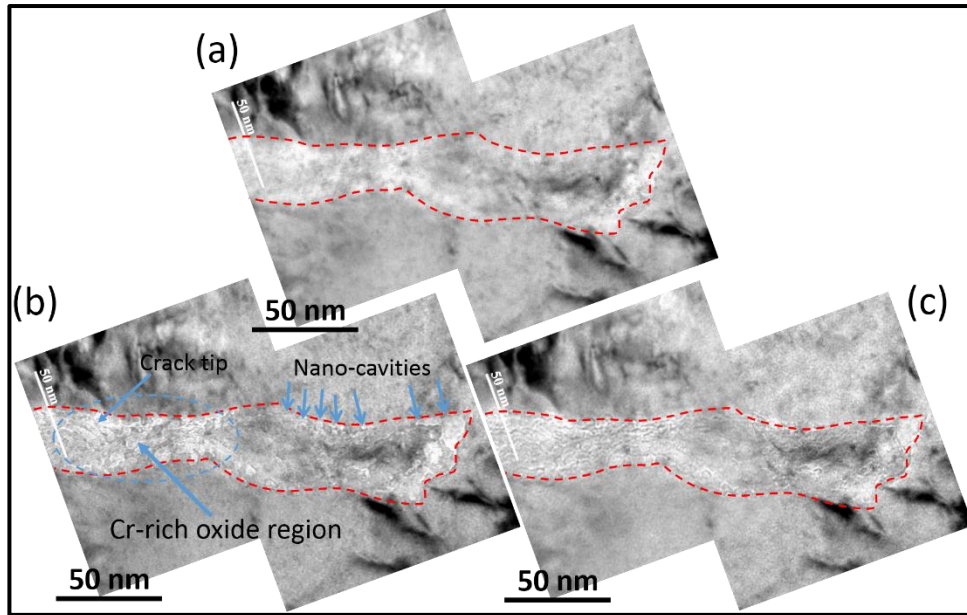 (a)
50 nm
50 nm
(b)
50 nm
Crack tip
Nano-cavities
Cr-rich oxide region
50 nm
(c)
50 nm
50 nm